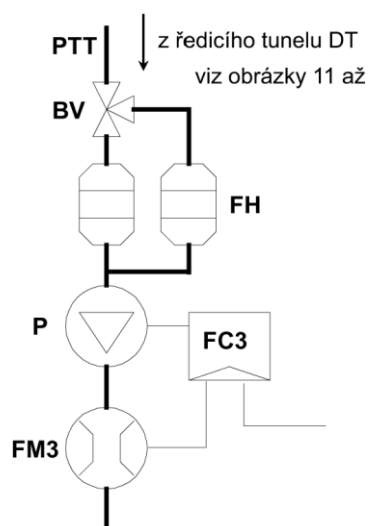 PTT
z ředicího tunelu DT
viz obrázky 11 až
BV
FH
P
FC3
FM3